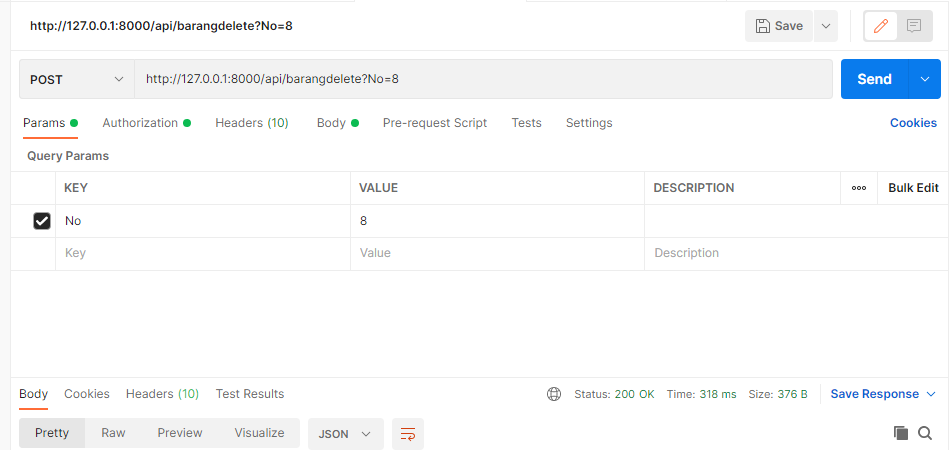 http://127.0.0.1:8000/api/barangdelete?No=8 Save
POST http://127.0.0.1:8000/api/barangdelete?No=8 Send
Params Authorization Headers (10) Body Pre-request Script Tests Settings Cookies
Query Params
KEY VALUE DESCRIPTION ooo Bulk Edit
No 8
Key Value Description
Body Cookies Headers (10) Test Results Status: 200 OK Time: 318 ms Size: 376 B Save Response
Pretty Raw Preview Visualize JSON